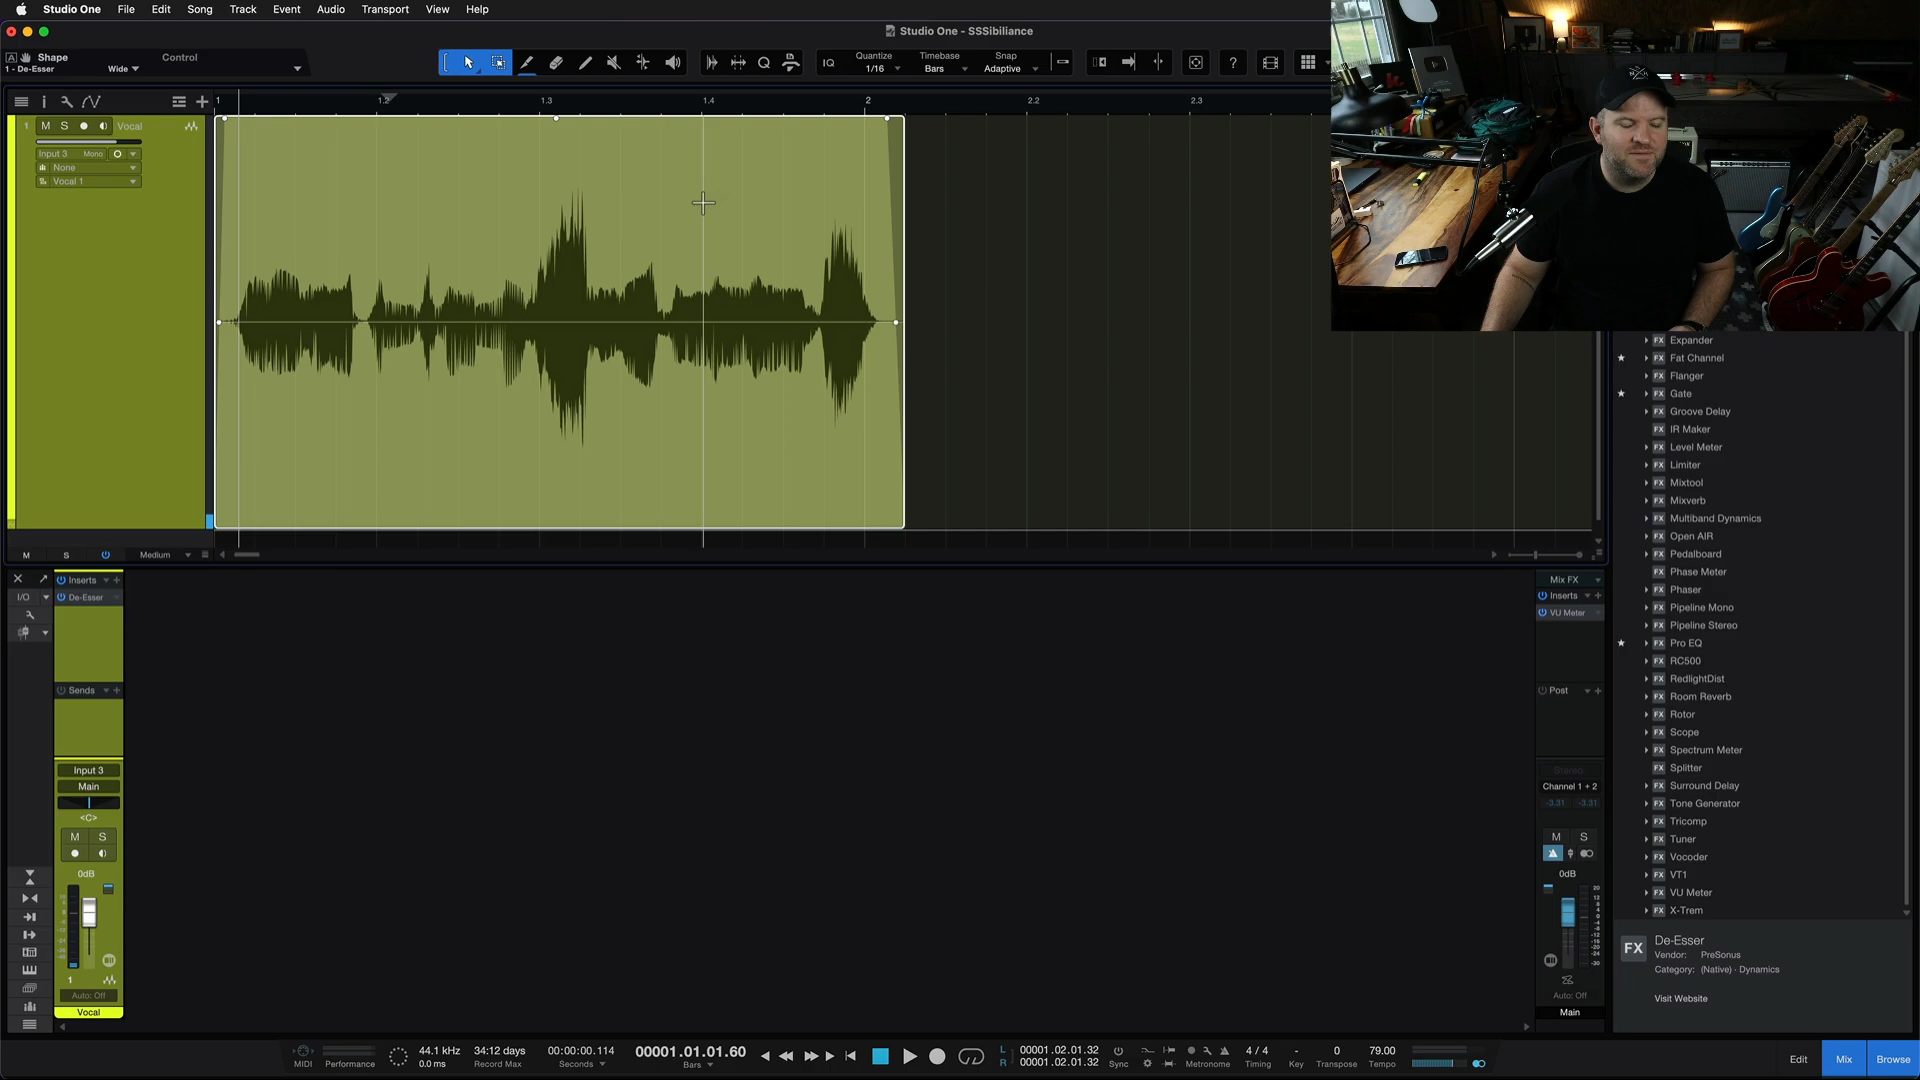 Studio One File Edit Song Track Event Audio Transport View Help
Studio One - SSSibiliance
Shape
1 - De-Esser
Wide
Control
Quantize
1/16
Timebase
Bars
Snap
Adaptive
IQ
?
1 1.2 1.3 1.4 2 2.2 2.3
1 M S Vocal
Input 3 Mono
None
Vocal 1
M S Medium
Inserts
I/O De-Esser
Sends
Input 3
Main
<C>
M S
0dB
1
Auto: Off
Vocal
Mix FX
Inserts
VU Meter
Post
Stereo
Channel 1 + 2
-3.31 -3.31
M S
0dB
Auto: Off
Main
FX Expander
FX Fat Channel
FX Flanger
FX Gate
FX Groove Delay
FX IR Maker
FX Level Meter
FX Limiter
FX Mixtool
FX Mixverb
FX Multiband Dynamics
FX Open AIR
FX Pedalboard
FX Phase Meter
FX Phaser
FX Pipeline Mono
FX Pipeline Stereo
FX Pro EQ
FX RC500
FX RedlightDist
FX Room Reverb
FX Rotor
FX Scope
FX Spectrum Meter
FX Splitter
FX Surround Delay
FX Tone Generator
FX Tricomp
FX Tuner
FX Vocoder
FX VT1
FX VU Meter
FX X-Trem
FX
De-Esser
Vendor: PreSonus
Category: (Native) · Dynamics
Visit Website
MIDI
Performance
44.1 kHz
0.0 ms
34:12 days
Record Max
00:00:00.114
Seconds
00001.01.01.60
Bars
L 00001.02.01.32
R 00001.02.01.32
Sync
Metronome
4 / 4
Timing
-
Key
0
Transpose
79.00
Tempo
Edit Mix Browse